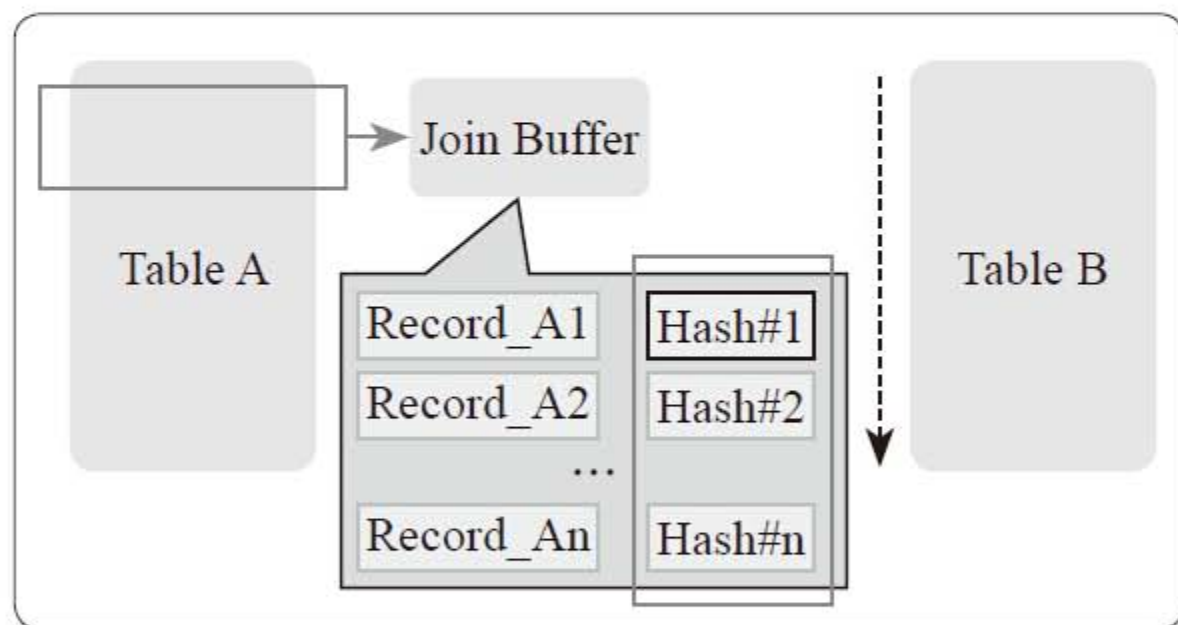 Join Buffer
Table A
Table B
Record_A1 Hash#1
Record_A2 Hash#2
...
Record_An Hash#n